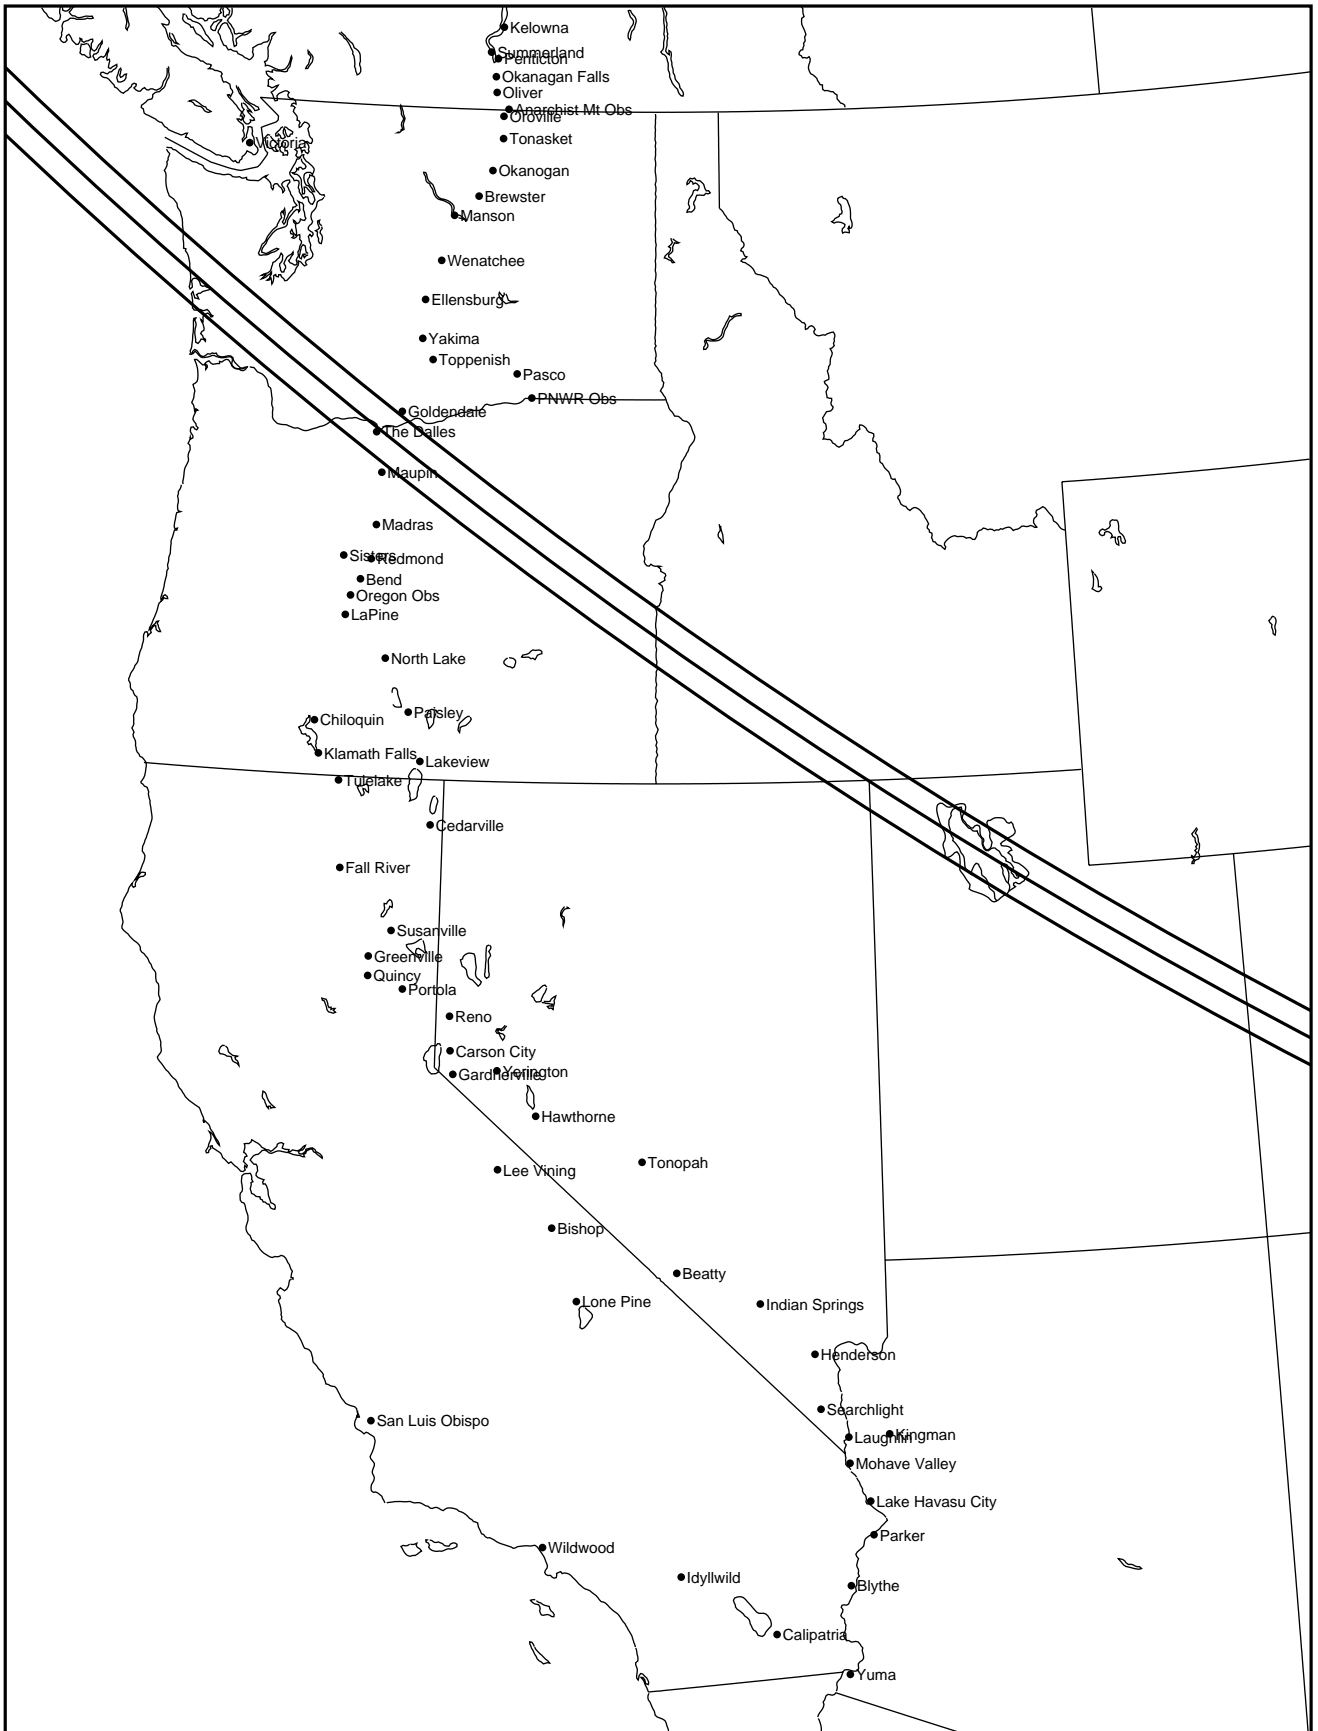 Kelowna
Summerland
Penticton
Okanagan Falls
Oliver
Anarchist Mt Obs
Oroville
Tonasket
Victoria
Okanogan
Brewster
Manson
Wenatchee
Ellensburg
Yakima
Toppenish
Pasco
PNWR Obs
Goldendale
The Dalles
Maupin
Madras
Sisters
Redmond
Bend
Oregon Obs
LaPine
North Lake
Paisley
Chiloquin
Klamath Falls
Lakeview
Tulelake
Cedarville
Fall River
Susanville
Greenville
Quincy
Portola
Reno
Carson City
Yerington
Gardnerville
Hawthorne
Tonopah
Lee Vining
Bishop
Beatty
Lone Pine
Indian Springs
Henderson
Searchlight
San Luis Obispo
Kingman
Laughlin
Mohave Valley
Lake Havasu City
Parker
Wildwood
Idyllwild
Blythe
Calipatria
Yuma